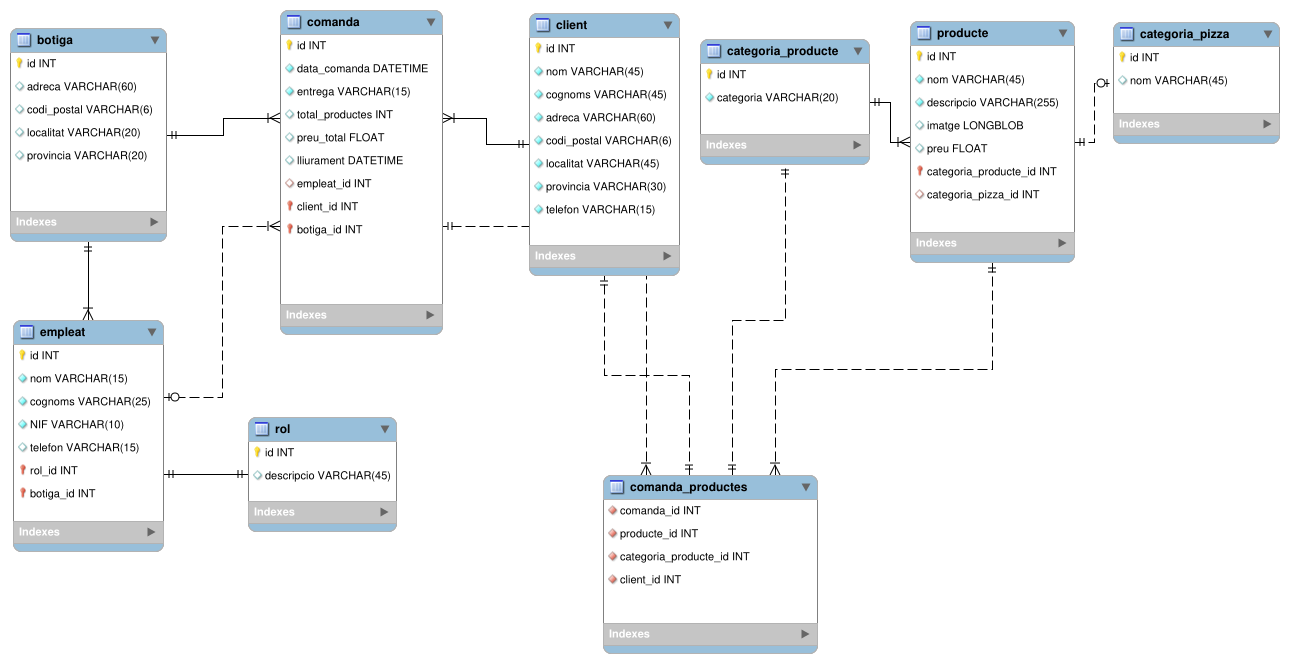 botiga
id INT
adreca VARCHAR(60)
codi_postal VARCHAR(6)
localitat VARCHAR(20)
provincia VARCHAR(20)
Indexes
comanda
id INT
data_comanda DATETIME
entrega VARCHAR(15)
total_productes INT
preu_total FLOAT
lliurament DATETIME
empleat_id INT
client_id INT
botiga_id INT
Indexes
client
id INT
nom VARCHAR(45)
cognoms VARCHAR(45)
adreca VARCHAR(60)
codi_postal VARCHAR(6)
localitat VARCHAR(45)
provincia VARCHAR(30)
telefon VARCHAR(15)
Indexes
categoria_producte
id INT
categoria VARCHAR(20)
Indexes
producte
id INT
nom VARCHAR(45)
descripcio VARCHAR(255)
imatge LONGBLOB
preu FLOAT
categoria_producte_id INT
categoria_pizza_id INT
Indexes
categoria_pizza
id INT
nom VARCHAR(45)
Indexes
empleat
id INT
nom VARCHAR(15)
cognoms VARCHAR(25)
NIF VARCHAR(10)
telefon VARCHAR(15)
rol_id INT
botiga_id INT
Indexes
rol
id INT
descripcio VARCHAR(45)
Indexes
comanda_productes
comanda_id INT
producte_id INT
categoria_producte_id INT
client_id INT
Indexes